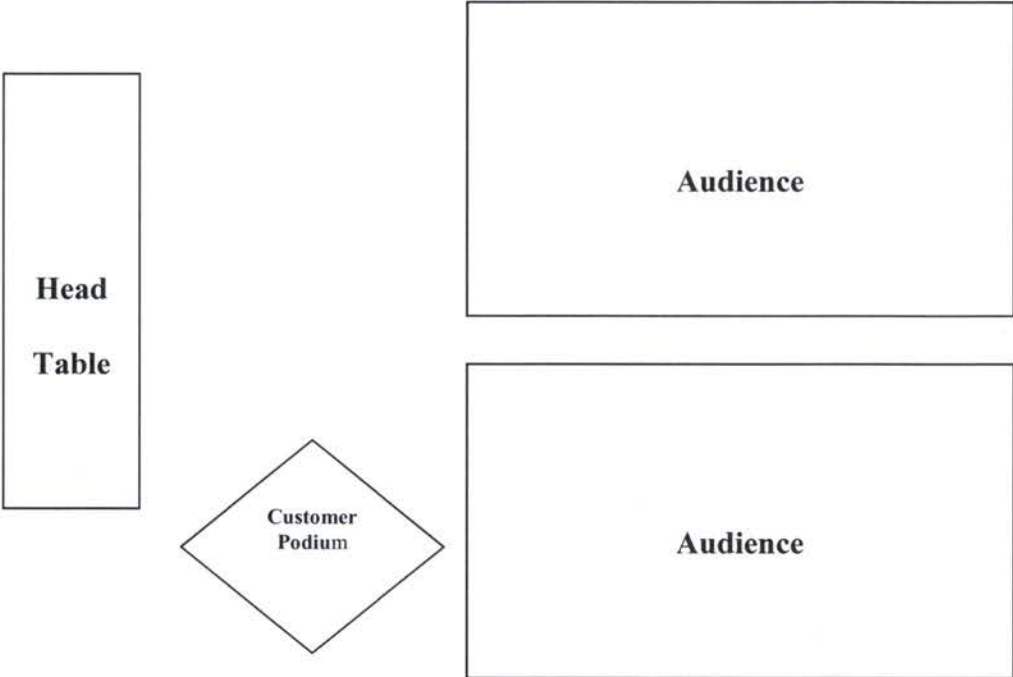 Audience
Head
Table
Customer
Podium
Audience